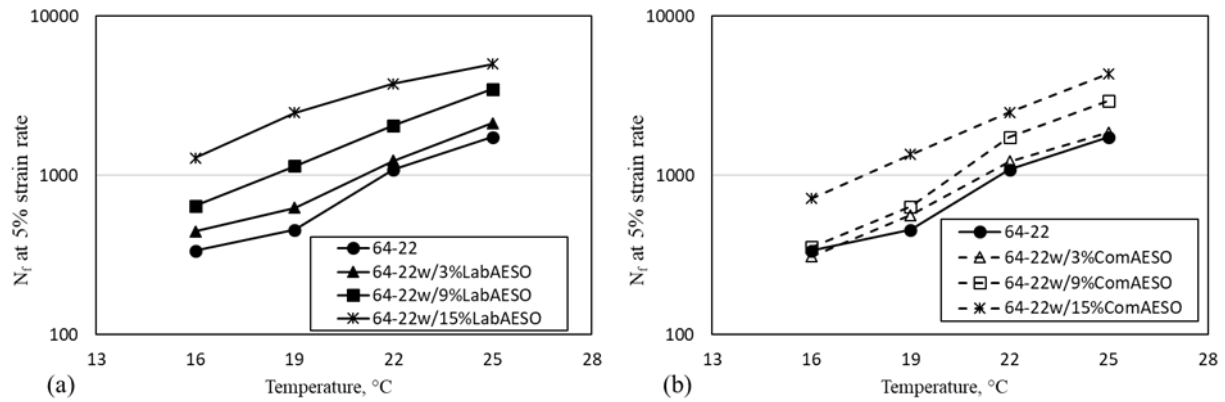 10000
1000
100
N_f at 5% strain rate
64-22
64-22w/3%LabAESO
64-22w/9%LabAESO
64-22w/15%LabAESO
13 16 19 22 25 28
Temperature, °C
(a)
10000
1000
100
N_f at 5% strain rate
64-22
64-22w/3%ComAESO
64-22w/9%ComAESO
64-22w/15%ComAESO
13 16 19 22 25 28
Temperature, °C
(b)